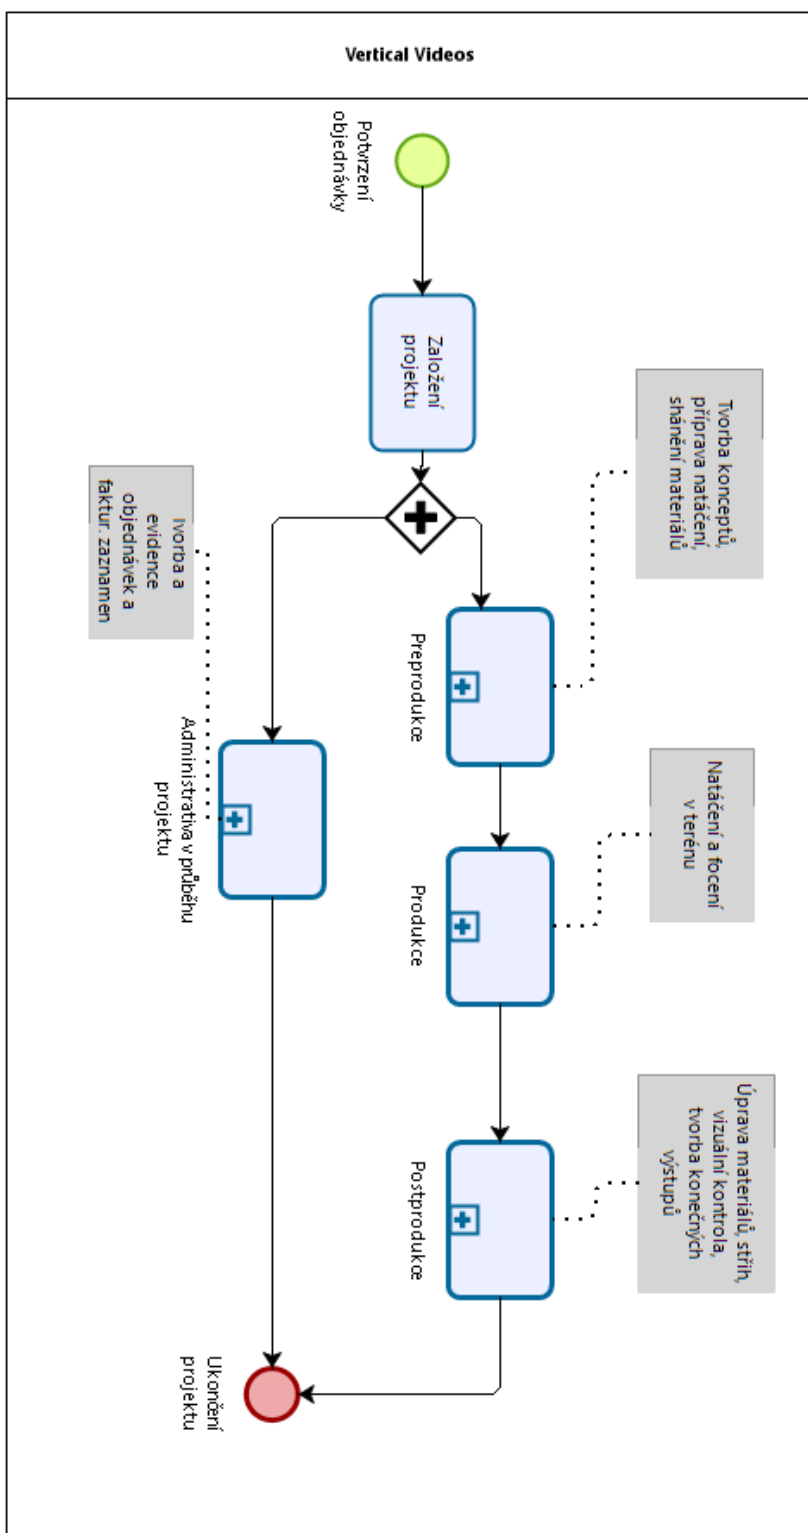 Vertical Videos
Potvrzení
objednávky
Založení
projektu
Tvorba konceptů,
příprava natáčení,
shánění materiálů
Tvorba a
evidence
objednávek a
faktur. zaznamen
Preprodukce
Administrativa v průběhu
projektu
Natáčení a focení
v terénu
Produkce
Úprava materiálů, střih,
vizuální kontrola,
tvorba konečných
výstupů
Postprodukce
Ukončení
projektu